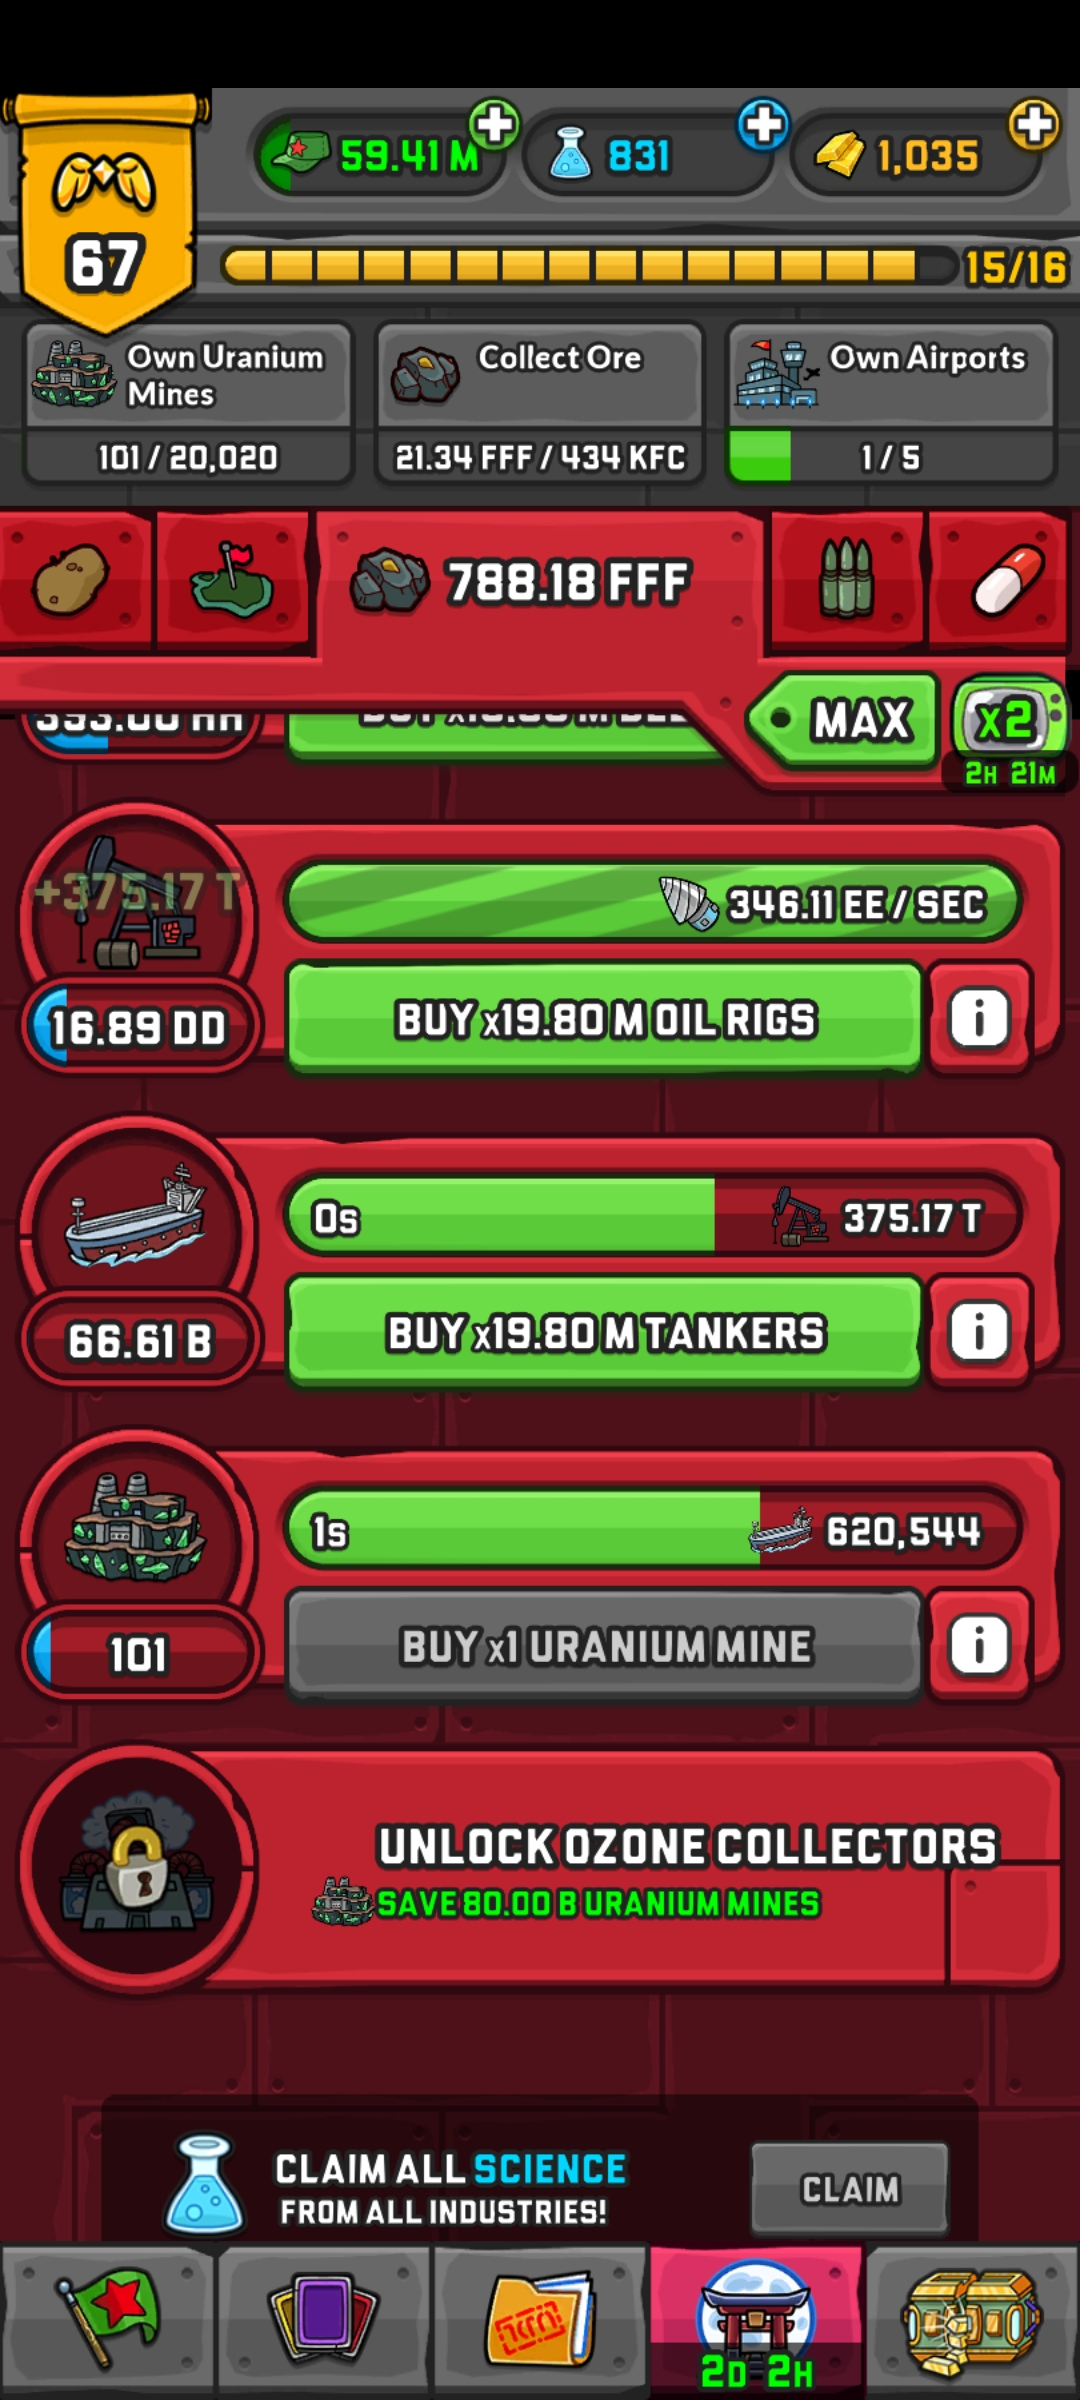 59.41 M
831
1,035
67
15/16
Own Uranium
Mines
101 / 20,020
Collect Ore
21.34 FFF / 434 KFC
Own Airports
1 / 5
788.18 FFF
MAX
x2
2H 21M
393.00 HH
+375.17 T
346.11 EE / SEC
16.89 DD
BUY x19.80 M OIL RIGS
i
0s
375.17 T
66.61 B
BUY x19.80 M TANKERS
i
1s
620,544
101
BUY x1 URANIUM MINE
i
UNLOCK OZONE COLLECTORS
SAVE 80.00 B URANIUM MINES
CLAIM ALL SCIENCE
FROM ALL INDUSTRIES!
CLAIM
2D 2H